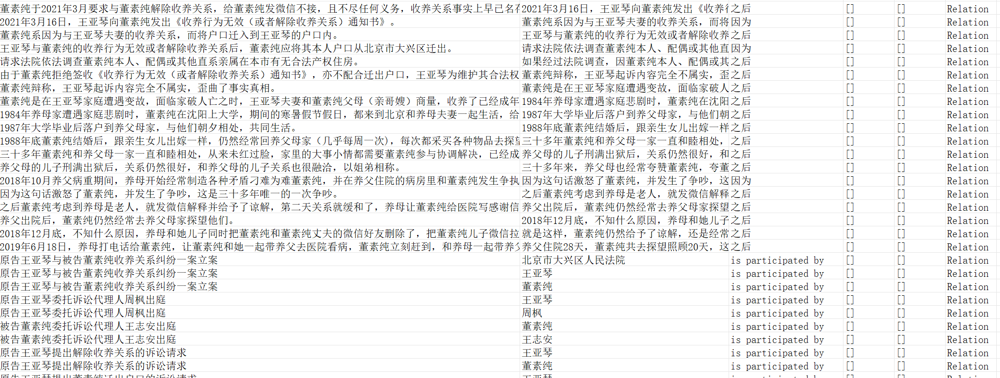 董素纯于2021年3月要求与董素纯解除收养关系，给董素纯发微信不接，且不尽任何义务，收养关系事实上早已名存 2021年3月16日，王亚琴向董素纯发出《收养行 之后 [] [] Relation
2021年3月16日，王亚琴向董素纯发出《收养行为无效（或者解除收养关系）通知书》。 董素纯系因为与王亚琴夫妻的收养关系，而将 因为 [] [] Relation
董素纯系因为与王亚琴夫妻的收养关系，而将户口迁入到王亚琴的户口内。 王亚琴与董素纯的收养行为无效或者解除收养 之后 [] [] Relation
王亚琴与董素纯的收养行为无效或者解除收养关系后，董素纯应将其本人户口从北京市大兴区迁出。 请求法院依法调查董素纯本人、配偶或其他直 因为 [] [] Relation
请求法院依法调查董素纯本人、配偶或其他直系亲属在本市有无合法产权住房。 如果经过法院调查，因董素纯本人、配偶或其 之后 [] [] Relation
由于董素纯拒绝签收《收养行为无效（或者解除收养关系）通知书》，亦不配合迁出户口，王亚琴为维护其合法权 董素纯辩称，王亚琴起诉内容完全不属实，歪 之后 [] [] Relation
董素纯辩称，王亚琴起诉内容完全不属实，歪曲了事实真相。 董素纯是在王亚琴家庭遭遇变故，面临家破人 之后 [] [] Relation
董素纯是在王亚琴家庭遭遇变故，面临家破人亡之时，王亚琴夫妻和董素纯父母（亲哥嫂）商量，收养了已经成年 1984年养母家遭遇家庭悲剧时，董素纯在沈阳 之后 [] [] Relation
1984年养母家遭遇家庭悲剧时，董素纯在沈阳上大学，期间的寒暑假节假日，都来到北京和养母夫妻一起生活，给 1987年大学毕业后落户到养父母家，与他们朝 之后 [] [] Relation
1987年大学毕业后落户到养父母家，与他们朝夕相处，共同生活。 1988年底董素纯结婚后，跟亲生女儿出嫁一样 之后 [] [] Relation
1988年底董素纯结婚后，跟亲生女儿出嫁一样，仍然经常回养父母家（几乎每周一次），每次都采买各种物品去探望 三十多年董素纯和养父母一家一直和睦相处， 之后 [] [] Relation
三十多年董素纯和养父母一家一直和睦相处，从来未红过脸，家里的大事小情都需要董素纯参与协调解决，已经成 养父母的儿子刑满出狱后，关系仍然很好，和 之后 [] [] Relation
养父母的儿子刑满出狱后，关系仍然很好，和养父母的儿子关系也很融洽，以姐弟相称。 三十多年来，养父母也经常夸赞董素纯，夸董 之后 [] [] Relation
2018年10月养父病重期间，养母开始经常制造各种矛盾刁难为难董素纯，并在养父住院的病房里和董素纯发生争执 因为这句话激怒了董素纯，并发生了争吵，这 因为 [] [] Relation
因为这句话激怒了董素纯，并发生了争吵，这是三十多年唯一的一次争吵。 之后董素纯考虑到养母是老人，就发微信解释 之后 [] [] Relation
之后董素纯考虑到养母是老人，就发微信解释并给予了谅解，第二天关系就缓和了，养母让董素纯给医院写感谢信 养父出院后，董素纯仍然经常去养父母家探望 之后 [] [] Relation
养父出院后，董素纯仍然经常去养父母家探望他们。 2018年12月底，不知什么原因，养母和她儿子 之后 [] [] Relation
2018年12月底，不知什么原因，养母和她儿子同时把董素纯和董素纯丈夫的微信好友删除了，把董素纯儿子微信拉 就是这样，董素纯仍然给予了谅解，还是经常 之后 [] [] Relation
2019年6月18日，养母打电话给董素纯，让董素纯和她一起带养父去医院看病，董素纯立刻赶到，和养母一起带养父 养父住院28天，董素纯共去探望照顾20天，这 之后 [] [] Relation
原告王亚琴与被告董素纯收养关系纠纷一案立案 北京市大兴区人民法院 is participated by [] [] Relation
原告王亚琴与被告董素纯收养关系纠纷一案立案 王亚琴 is participated by [] [] Relation
原告王亚琴与被告董素纯收养关系纠纷一案立案 董素纯 is participated by [] [] Relation
原告王亚琴委托诉讼代理人周枫出庭 王亚琴 is participated by [] [] Relation
原告王亚琴委托诉讼代理人周枫出庭 周枫 is participated by [] [] Relation
被告董素纯委托诉讼代理人王志安出庭 董素纯 is participated by [] [] Relation
被告董素纯委托诉讼代理人王志安出庭 王志安 is participated by [] [] Relation
原告王亚琴提出解除收养关系的诉讼请求 王亚琴 is participated by [] [] Relation
原告王亚琴提出解除收养关系的诉讼请求 董素纯 is participated by [] [] Relation